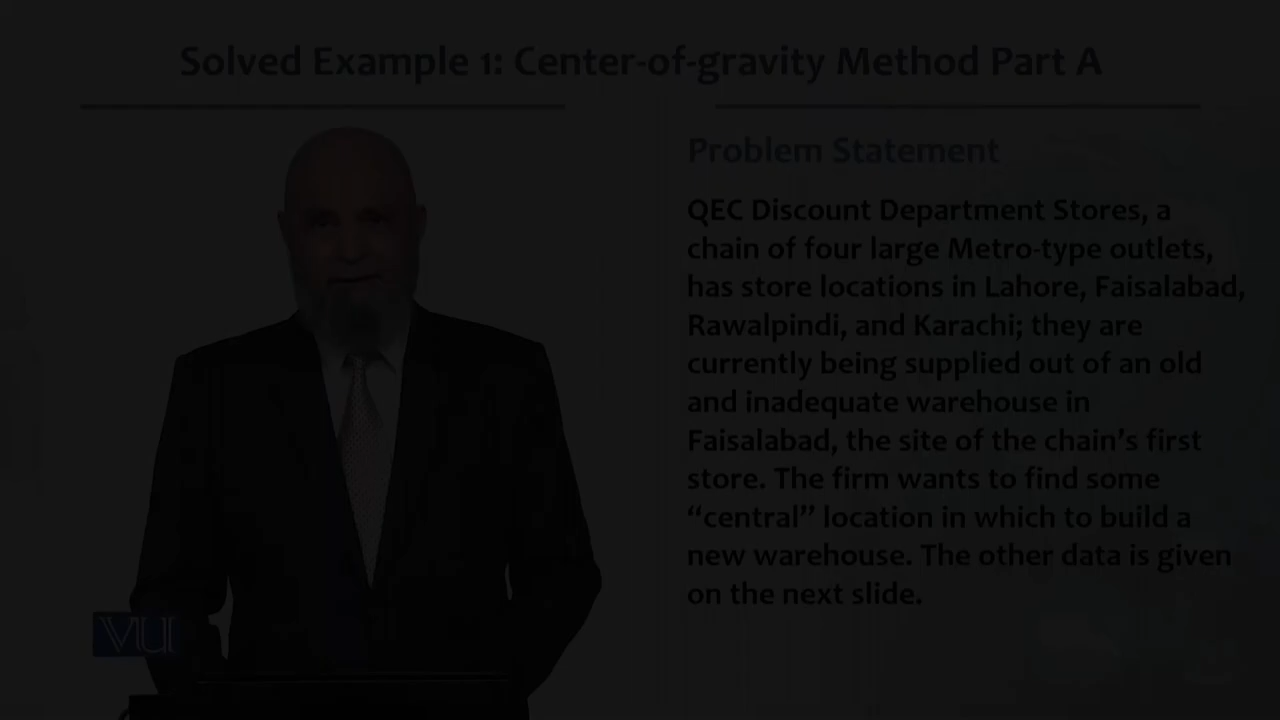 Solved Example 1: Center-of-gravity Method Part A
Problem Statement
QEC Discount Department Stores, a
chain of four large Metro-type outlets,
has store locations in Lahore, Faisalabad,
Rawalpindi, and Karachi; they are
currently being supplied out of an old
and inadequate warehouse in
Faisalabad, the site of the chain’s first
store. The firm wants to find some
“central” location in which to build a
new warehouse. The other data is given
on the next slide.
VU